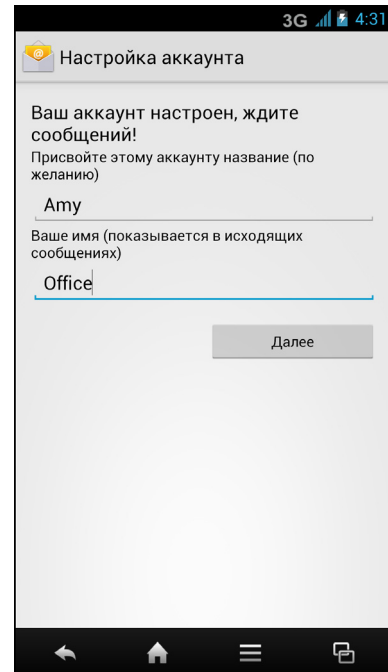 3G 4:31
Настройка аккаунта
Ваш аккаунт настроен, ждите
сообщений!
Присвойте этому аккаунту название (по
желанию)
Amy
Ваше имя (показывается в исходящих
сообщениях)
Office
Далее